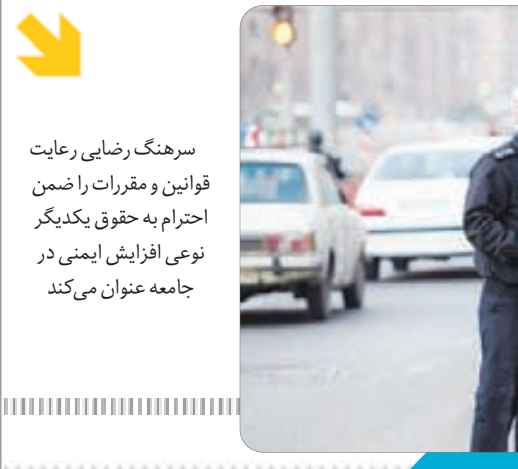 سرهنگ رضایی رعایت
قوانین و مقررات را ضمن
احترام به حقوق یکدیگر
نوعی افزایش ایمنی در
جامعه عنوان می‌کند